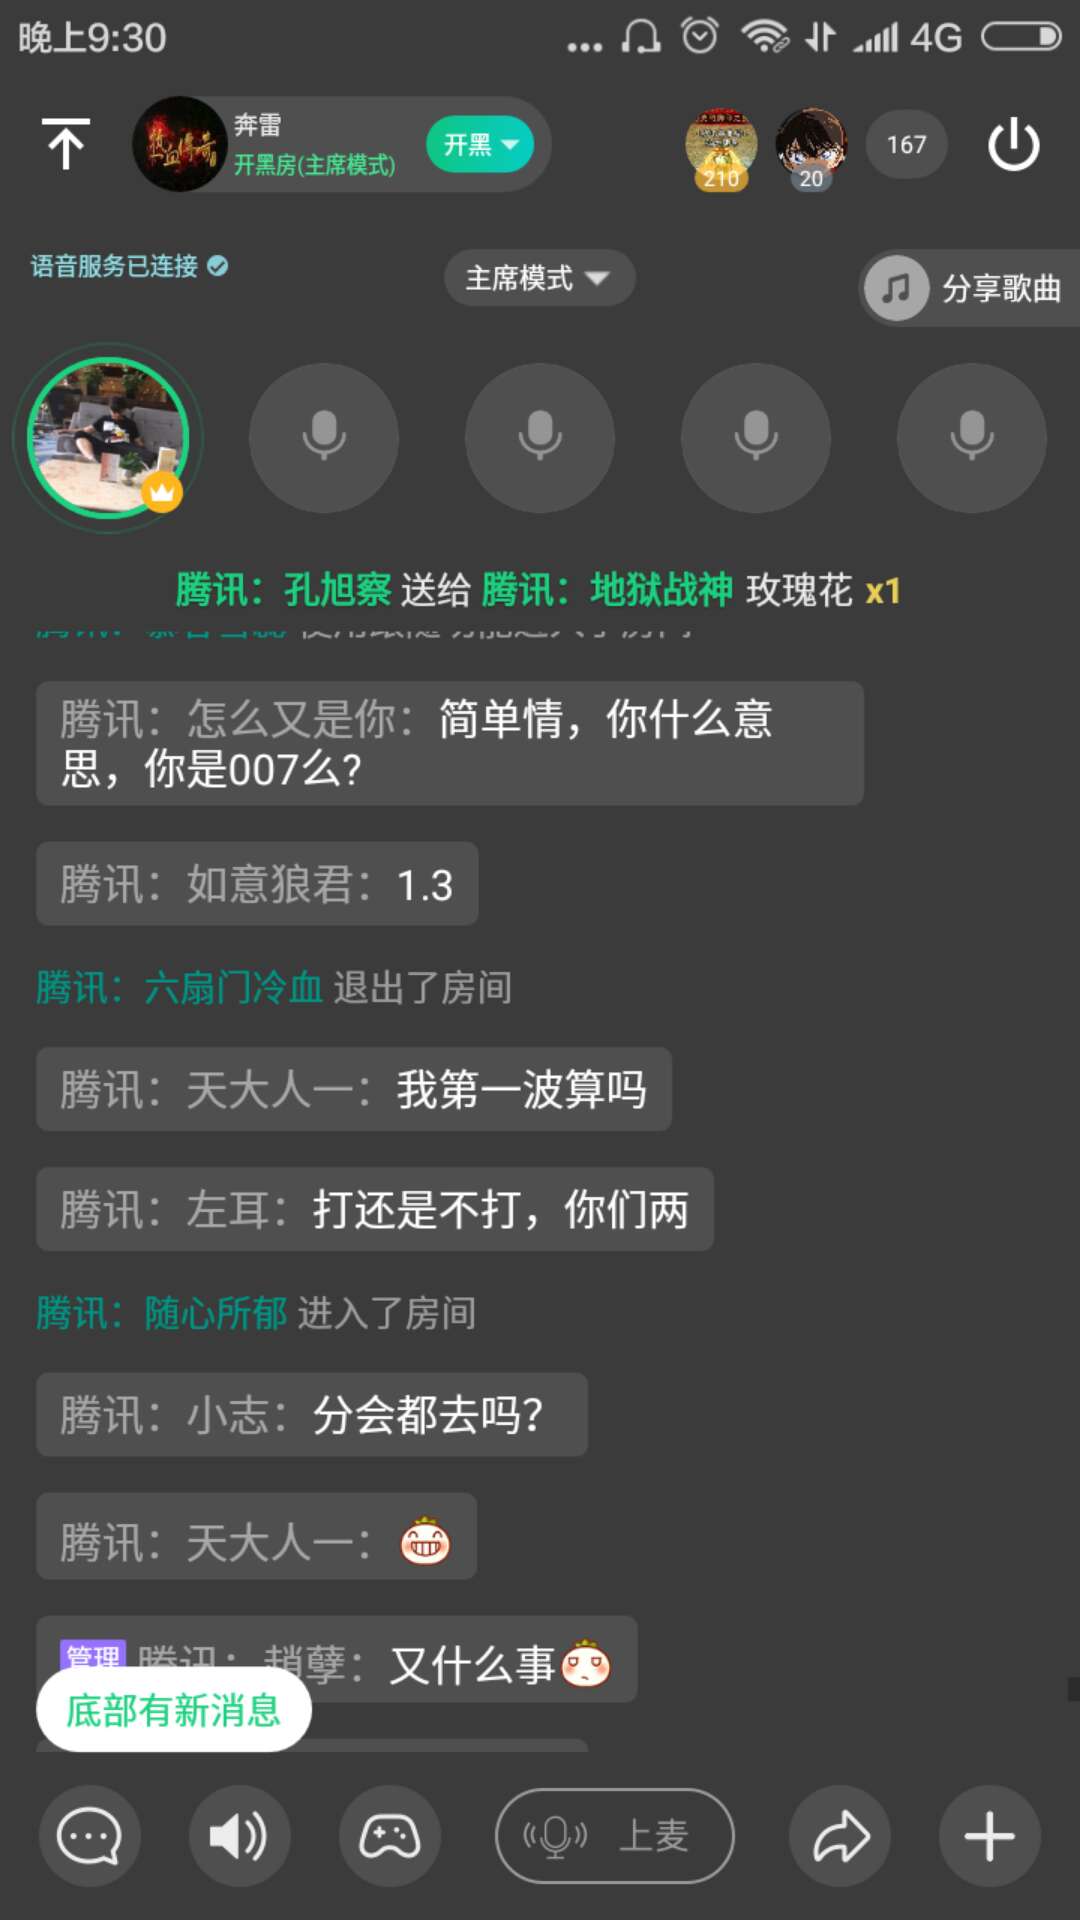 晚上9:30
4G
奔雷
开黑房(主席模式)
开黑
210
20
167
语音服务已连接
主席模式
分享歌曲
腾讯：孔旭察 送给 腾讯：地狱战神 玫瑰花 x1
腾讯：怎么又是你：简单情，你什么意
思，你是007么？
腾讯：如意狼君：1.3
腾讯：六扇门冷血 退出了房间
腾讯：天大人一：我第一波算吗
腾讯：左耳：打还是不打，你们两
腾讯：随心所郁 进入了房间
腾讯：小志：分会都去吗？
腾讯：天大人一：
管理 腾讯：趙孽：又什么事
底部有新消息
上麦